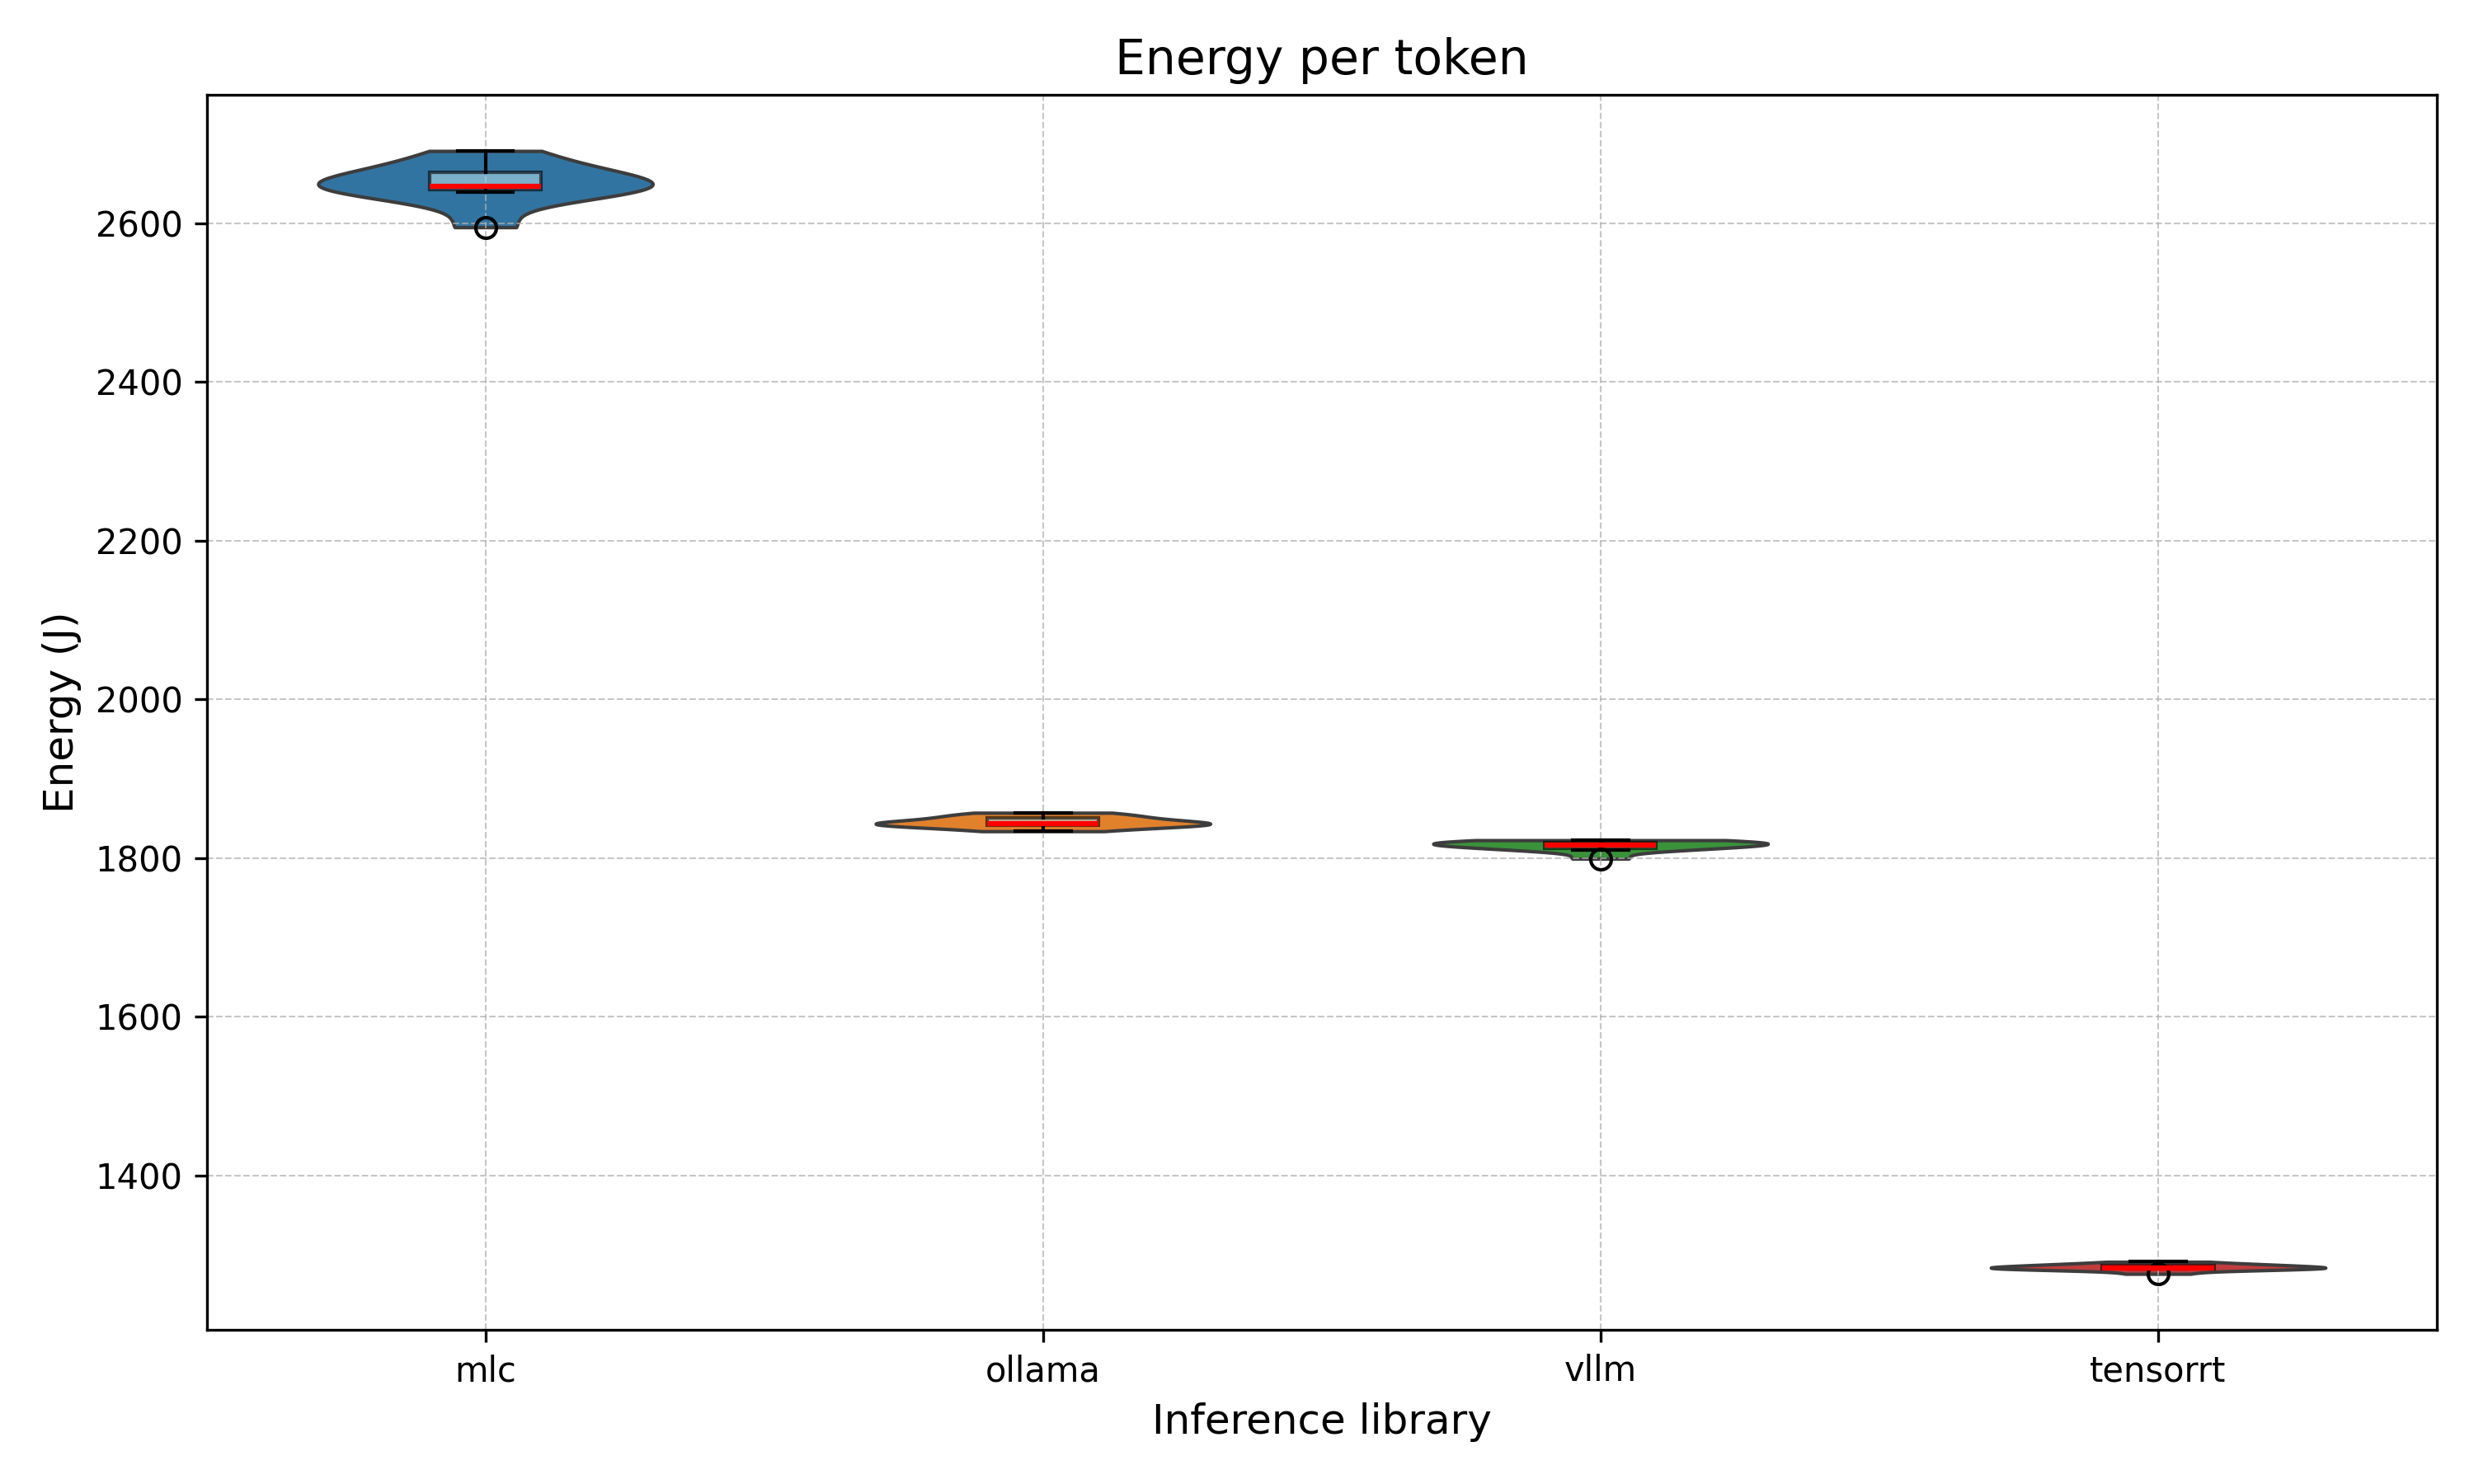 Energy per token
Energy (J)
2600
2400
2200
2000
1800
1600
1400
mlc
ollama
vllm
tensorrt
Inference library